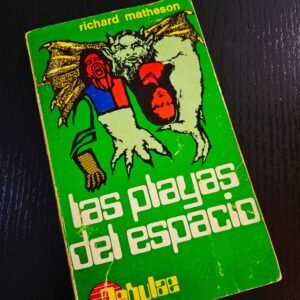 richard matheson
las playas
del espacio
Nebulae